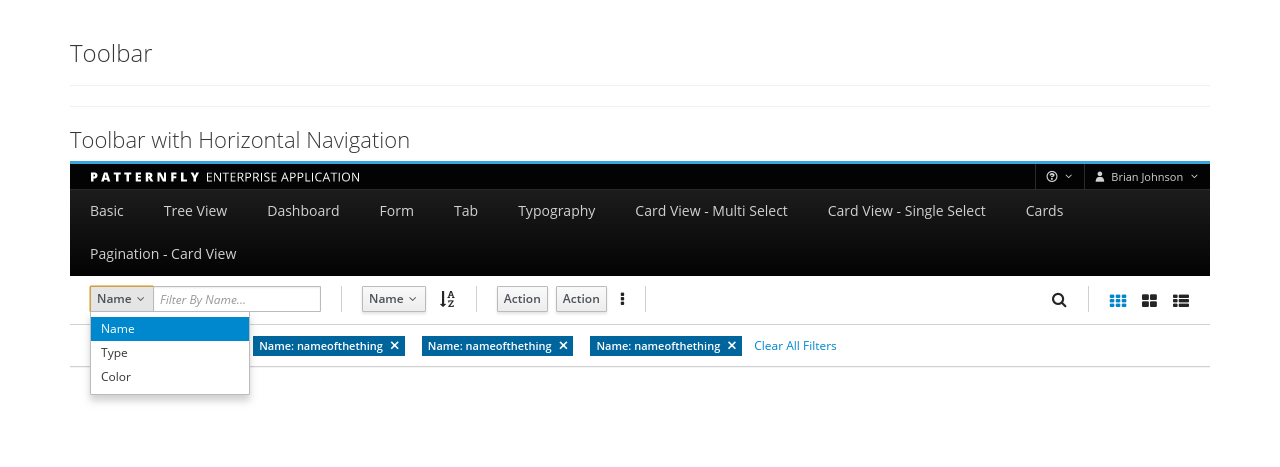 Toolbar
Toolbar with Horizontal Navigation
PATTERNFLY ENTERPRISE APPLICATION
Brian Johnson
Basic Tree View Dashboard Form Tab Typography Card View - Multi Select Card View - Single Select Cards
Pagination - Card View
Name Filter By Name... Name Action Action
Name
Name: nameofthething Name: nameofthething Name: nameofthething Clear All Filters
Type
Color